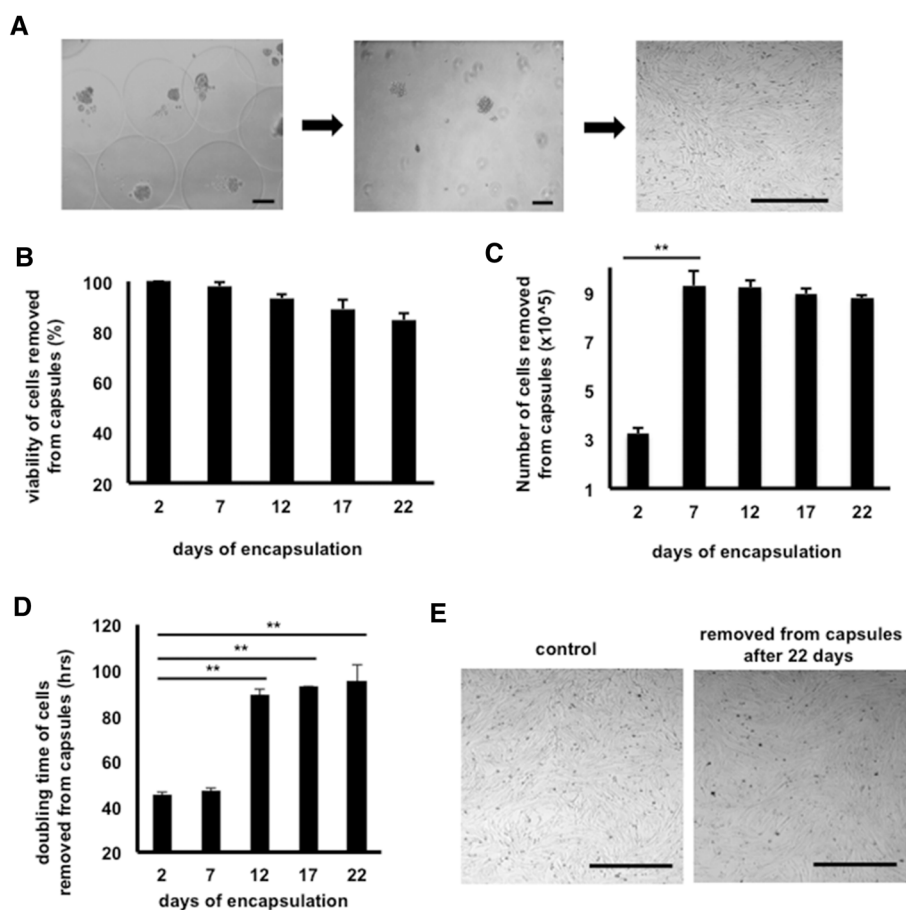 A
B
viability of cells removed
from capsules (%)
100
80
60
40
20
2 7 12 17 22
days of encapsulation
C
Number of cells removed
from capsules (x10^5)
**
9
7
5
3
1
2 7 12 17 22
days of encapsulation
D
doubling time of cells
removed from capsules (hrs)
120
100
80
60
40
20
**
**
**
2 7 12 17 22
days of encapsulation
E
control
removed from capsules
after 22 days